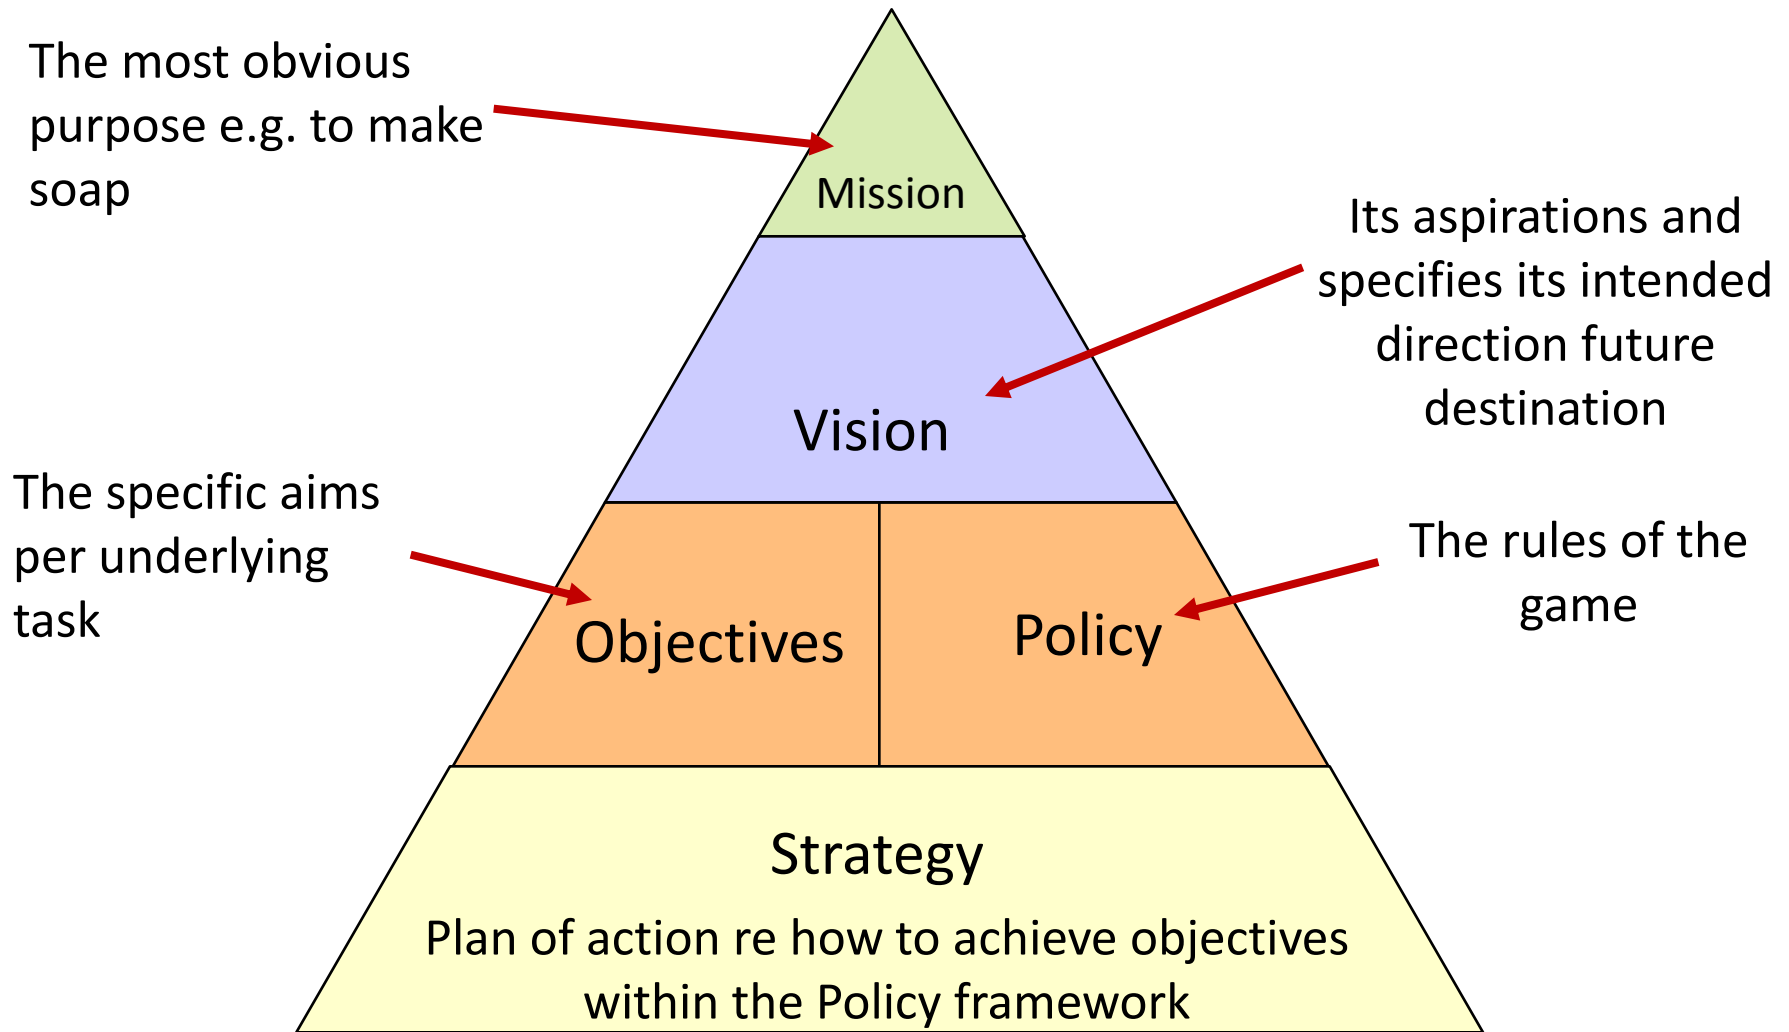 The most obvious
purpose e.g. to make
soap
Mission
Its aspirations and
specifies its intended
direction future
destination
Vision
The specific aims
per underlying
task
The rules of the
game
Objectives
Policy
Strategy
Plan of action re how to achieve objectives
within the Policy framework